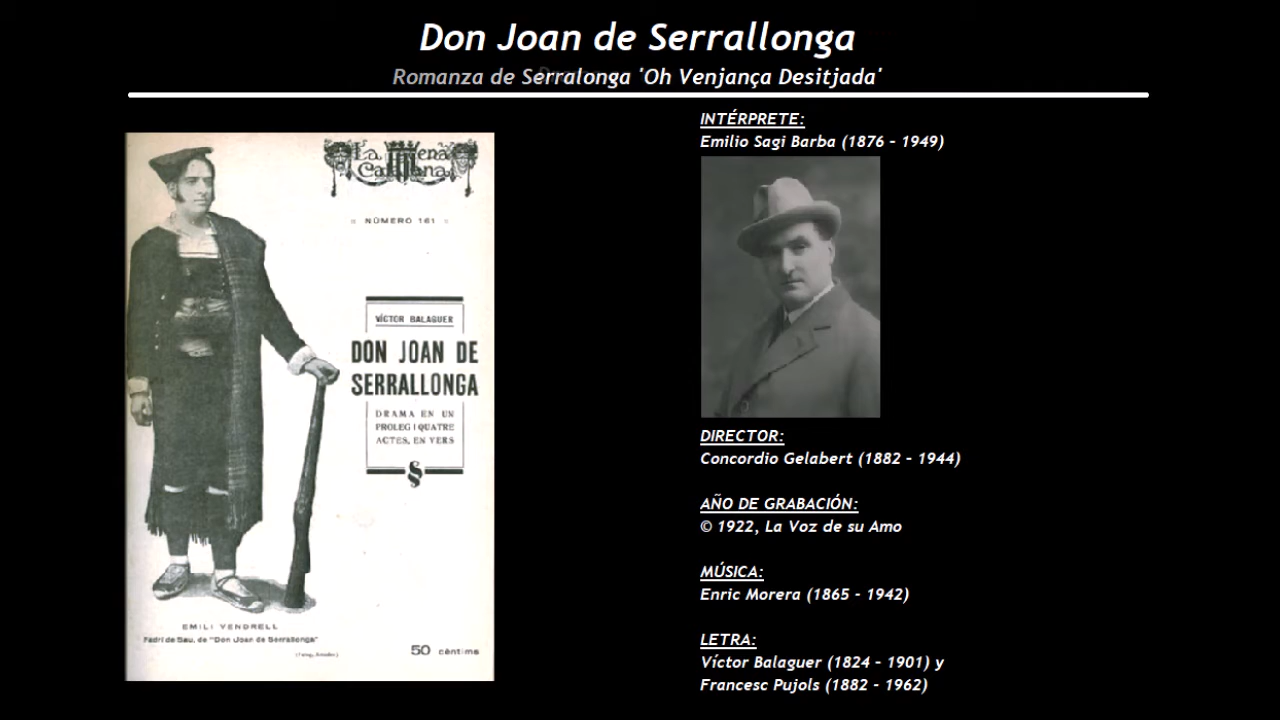 Don Joan de Serrallonga
Romanza de Serralonga 'Oh Venjança Desitjada'
La Escena
Catalana
NÚMERO 161
VÍCTOR BALAGUER
DON JOAN DE
SERRALLONGA
DRAMA EN UN
PROLEG I QUATRE
ACTES, EN VERS
§
EMILI VENDRELL
Fadrí de Sau, de "Don Joan de Serrallonga"
50 cèntims
INTÉRPRETE:
Emilio Sagi Barba (1876 - 1949)
DIRECTOR:
Concordio Gelabert (1882 - 1944)
AÑO DE GRABACIÓN:
© 1922, La Voz de su Amo
MÚSICA:
Enric Morera (1865 - 1942)
LETRA:
Víctor Balaguer (1824 - 1901) y
Francesc Pujols (1882 - 1962)